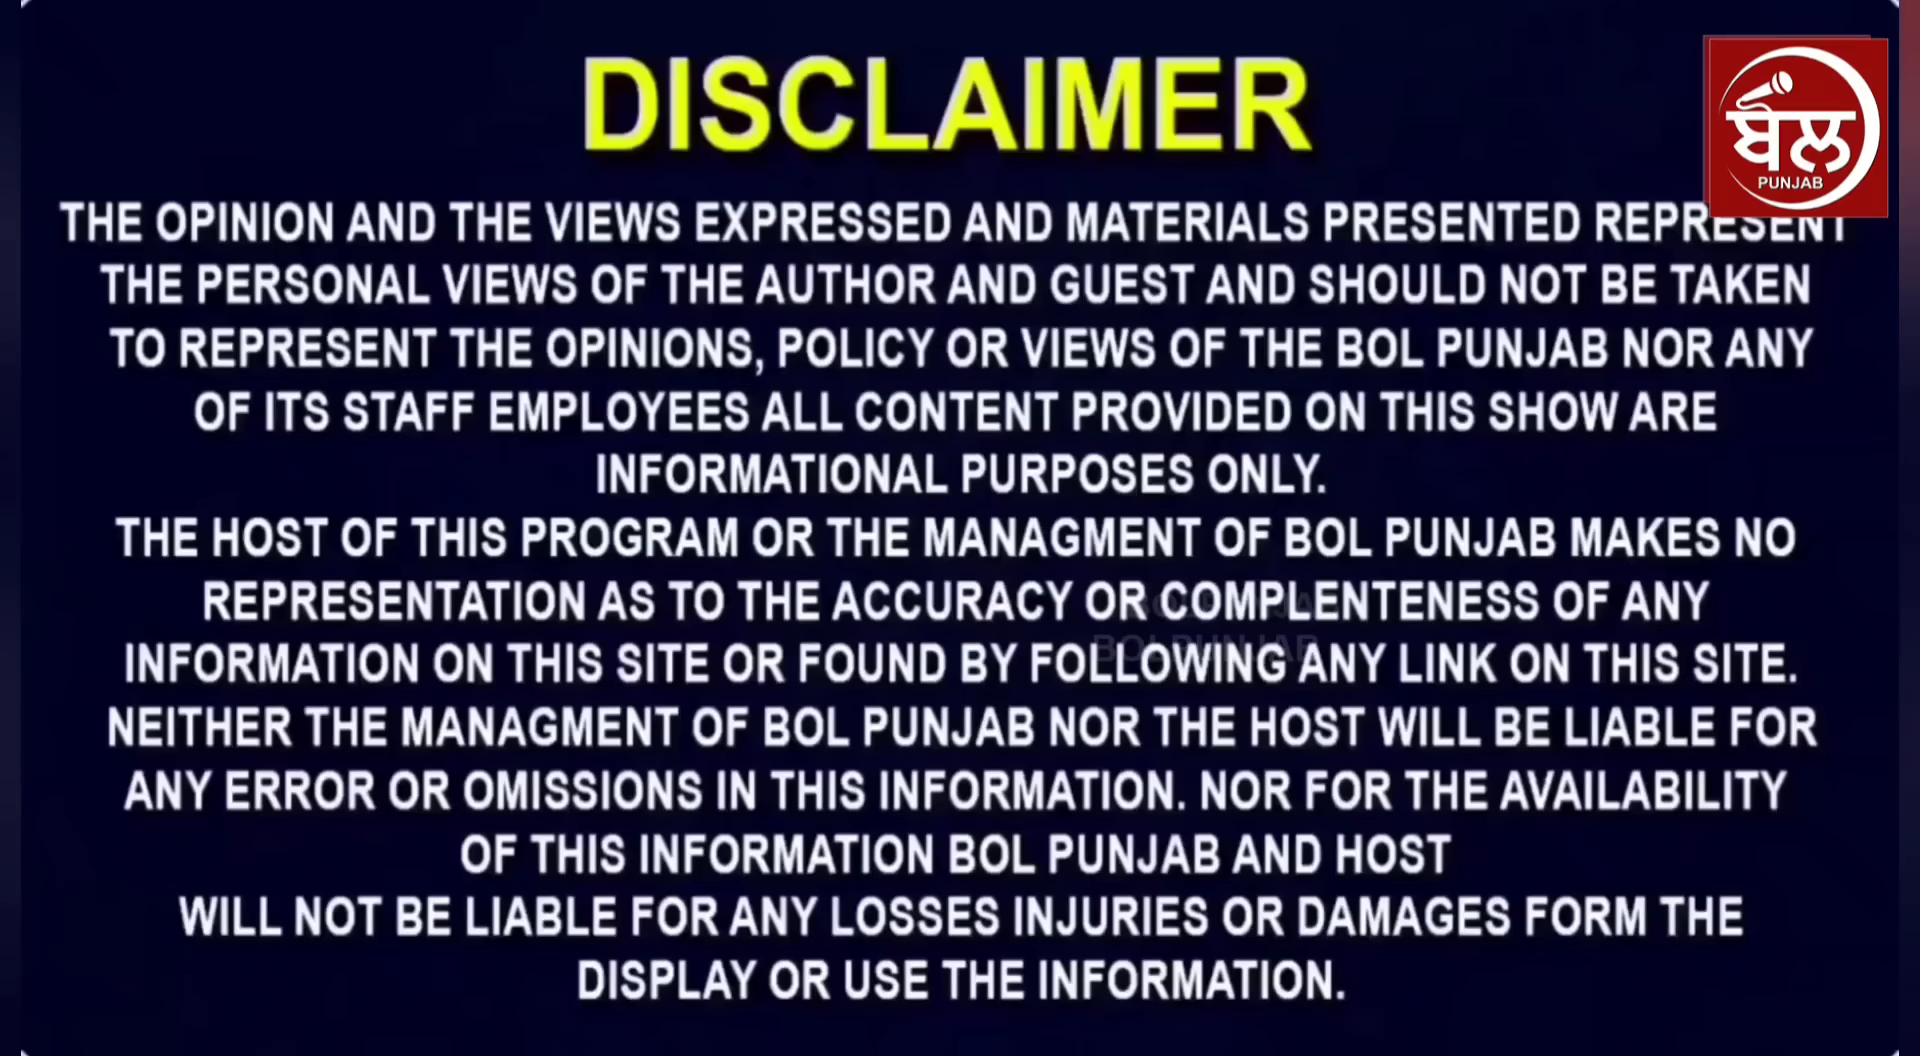 DISCLAIMER
ਬੋਲ
PUNJAB
THE OPINION AND THE VIEWS EXPRESSED AND MATERIALS PRESENTED REPRESENT
THE PERSONAL VIEWS OF THE AUTHOR AND GUEST AND SHOULD NOT BE TAKEN
TO REPRESENT THE OPINIONS, POLICY OR VIEWS OF THE BOL PUNJAB NOR ANY
OF ITS STAFF EMPLOYEES ALL CONTENT PROVIDED ON THIS SHOW ARE
INFORMATIONAL PURPOSES ONLY.
THE HOST OF THIS PROGRAM OR THE MANAGMENT OF BOL PUNJAB MAKES NO
REPRESENTATION AS TO THE ACCURACY OR COMPLENTENESS OF ANY
INFORMATION ON THIS SITE OR FOUND BY FOLLOWING ANY LINK ON THIS SITE.
NEITHER THE MANAGMENT OF BOL PUNJAB NOR THE HOST WILL BE LIABLE FOR
ANY ERROR OR OMISSIONS IN THIS INFORMATION. NOR FOR THE AVAILABILITY
OF THIS INFORMATION BOL PUNJAB AND HOST
WILL NOT BE LIABLE FOR ANY LOSSES INJURIES OR DAMAGES FORM THE
DISPLAY OR USE THE INFORMATION.
BOLPUNJAB